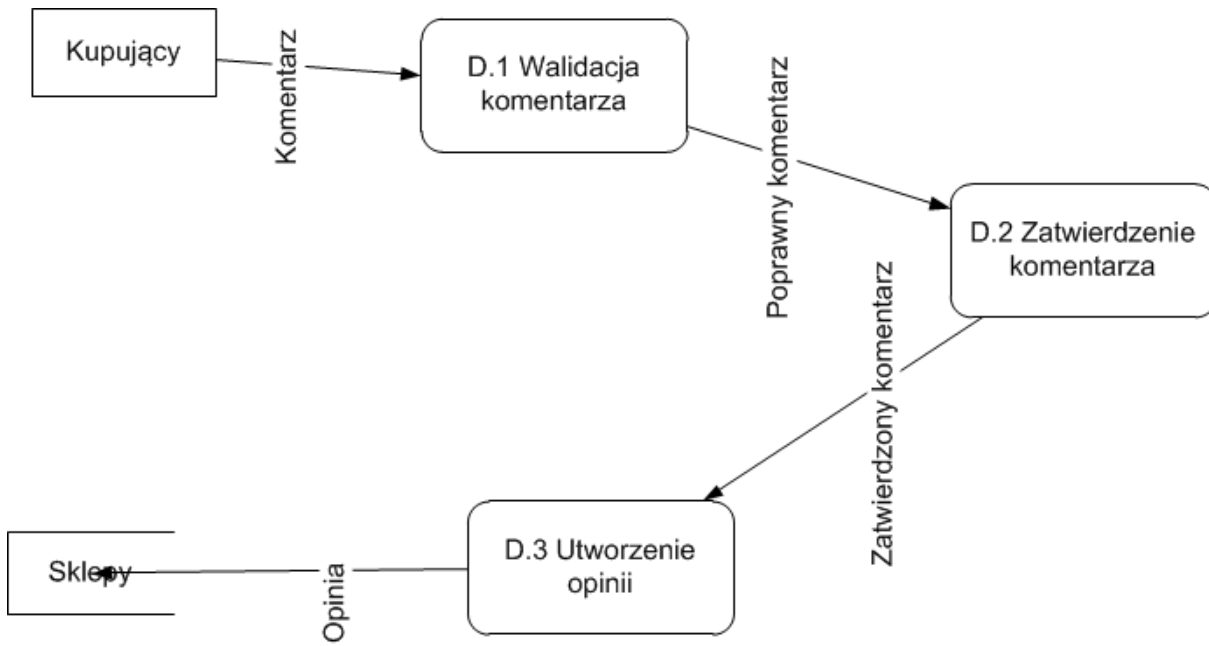 Kupujący
Komentarz
D.1 Walidacja
komentarza
Poprawny komentarz
D.2 Zatwierdzenie
komentarza
Zatwierdzony komentarz
D.3 Utworzenie
opinii
Opinia
Sklepy